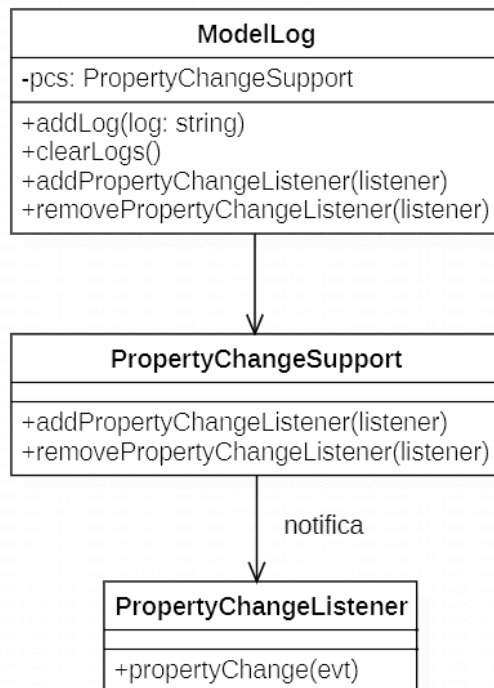 ModelLog
-pcs: PropertyChangeSupport
+addLog(log: string)
+clearLogs()
+addPropertyChangeListener(listener)
+removePropertyChangeListener(listener)
PropertyChangeSupport
+addPropertyChangeListener(listener)
+removePropertyChangeListener(listener)
notifica
PropertyChangeListener
+propertyChange(evt)